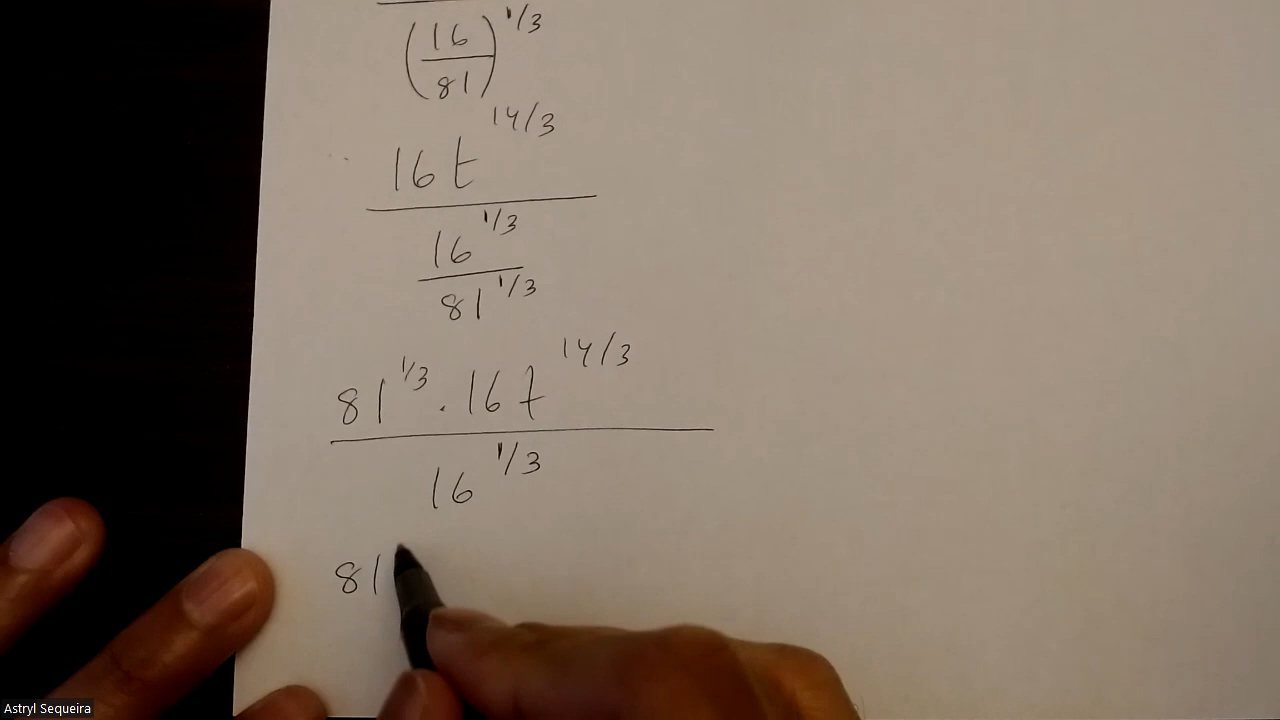 (16/81)^1/3
16t^14/3
16^1/3
81^1/3
81^1/3 . 16t^14/3
16^1/3
81
Astryl Sequeira